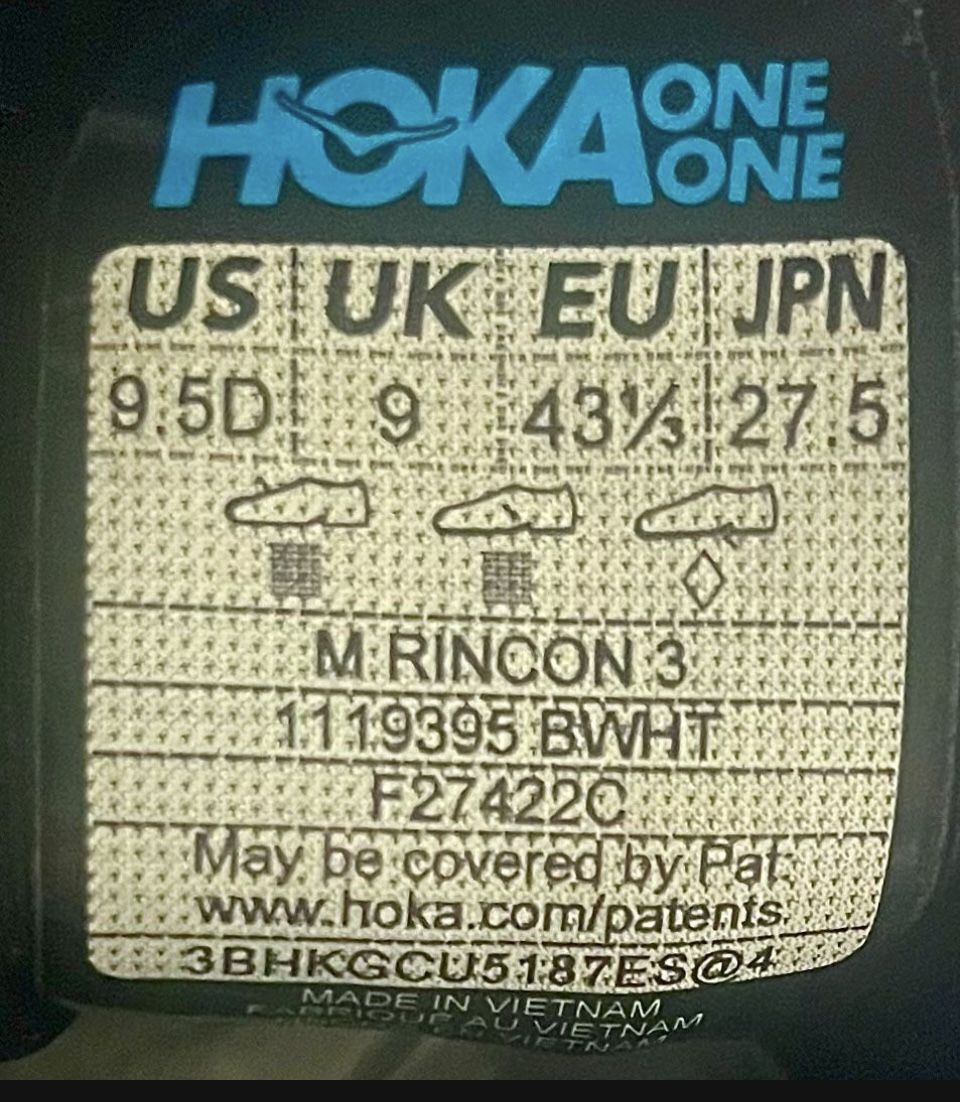 HOKA ONE
ONE
US UK EU JPN
9.5D 9 43⅓ 27.5
M RINCON 3
1119395 BWHT
F27422C
May be covered by Pat.
www.hoka.com/patents
3BHKGCU5187ES@4
MADE IN VIETNAM
FABRIQUÉ AU VIETNAM
VIETNAM